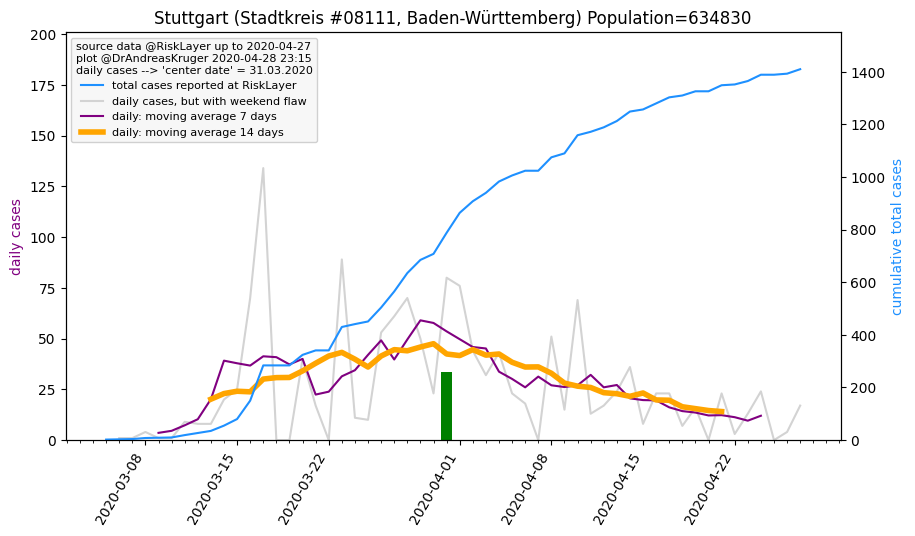 Stuttgart (Stadtkreis #08111, Baden-Württemberg) Population=634830
source data @RiskLayer up to 2020-04-27
plot @DrAndreasKruger 2020-04-28 23:15
daily cases --> 'center date' = 31.03.2020
total cases reported at RiskLayer
daily cases, but with weekend flaw
daily: moving average 7 days
daily: moving average 14 days
daily cases
200
175
150
125
100
75
50
25
0
cumulative total cases
1400
1200
1000
800
600
400
200
0
2020-03-08
2020-03-15
2020-03-22
2020-04-01
2020-04-08
2020-04-15
2020-04-22